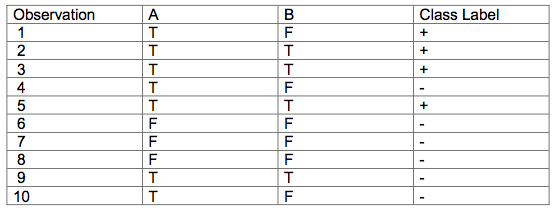 Observation A B Class Label
1 T F +
2 T T +
3 T T +
4 T F -
5 T T +
6 F F -
7 F F -
8 F F -
9 T T -
10 T F -